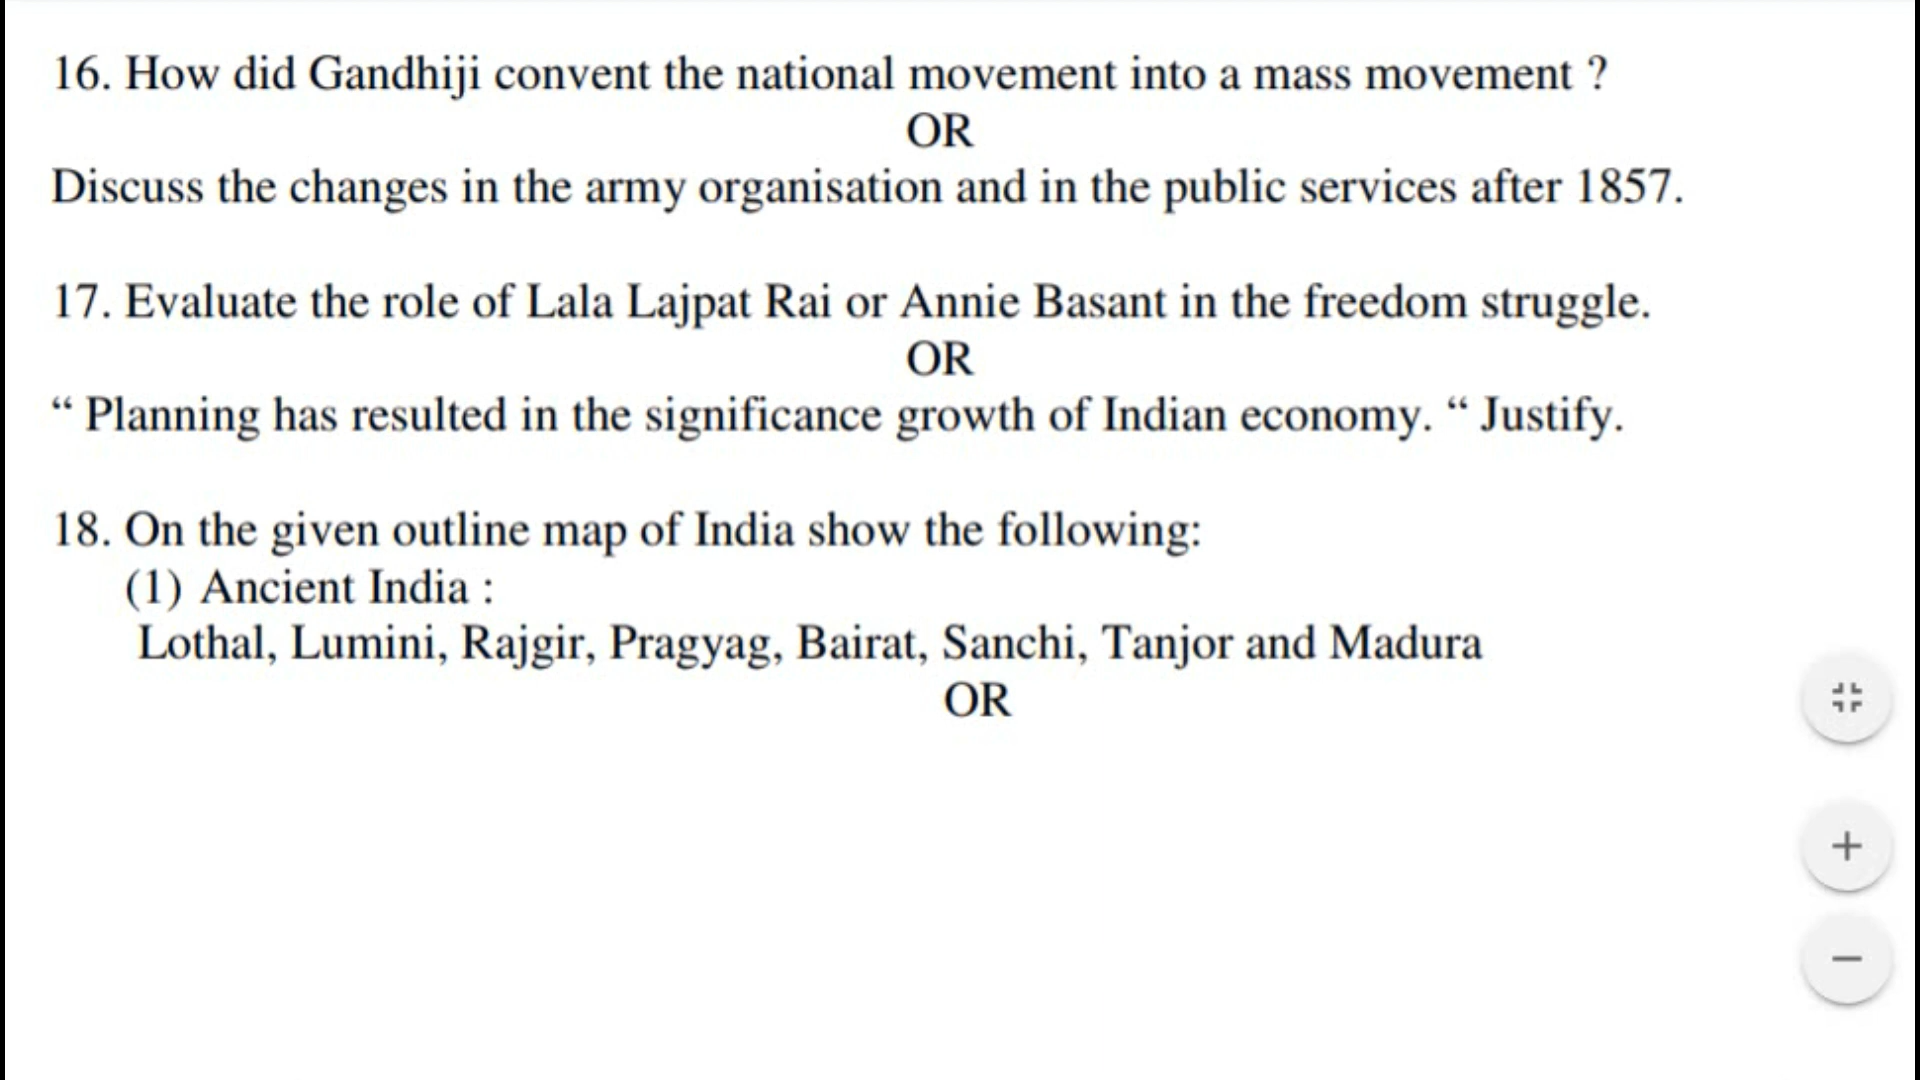 16. How did Gandhiji convent the national movement into a mass movement ?
OR
Discuss the changes in the army organisation and in the public services after 1857.
17. Evaluate the role of Lala Lajpat Rai or Annie Basant in the freedom struggle.
OR
“ Planning has resulted in the significance growth of Indian economy. “ Justify.
18. On the given outline map of India show the following:
(1) Ancient India :
Lothal, Lumini, Rajgir, Pragyag, Bairat, Sanchi, Tanjor and Madura
OR